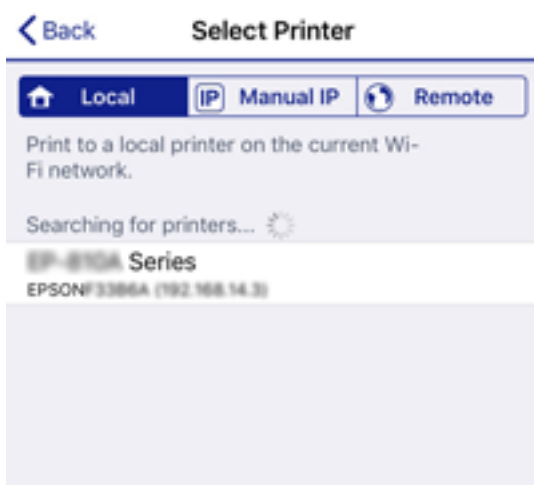 Back
Select Printer
Local
IP Manual IP
Remote
Print to a local printer on the current Wi-
Fi network.
Searching for printers...
Series
EPSON